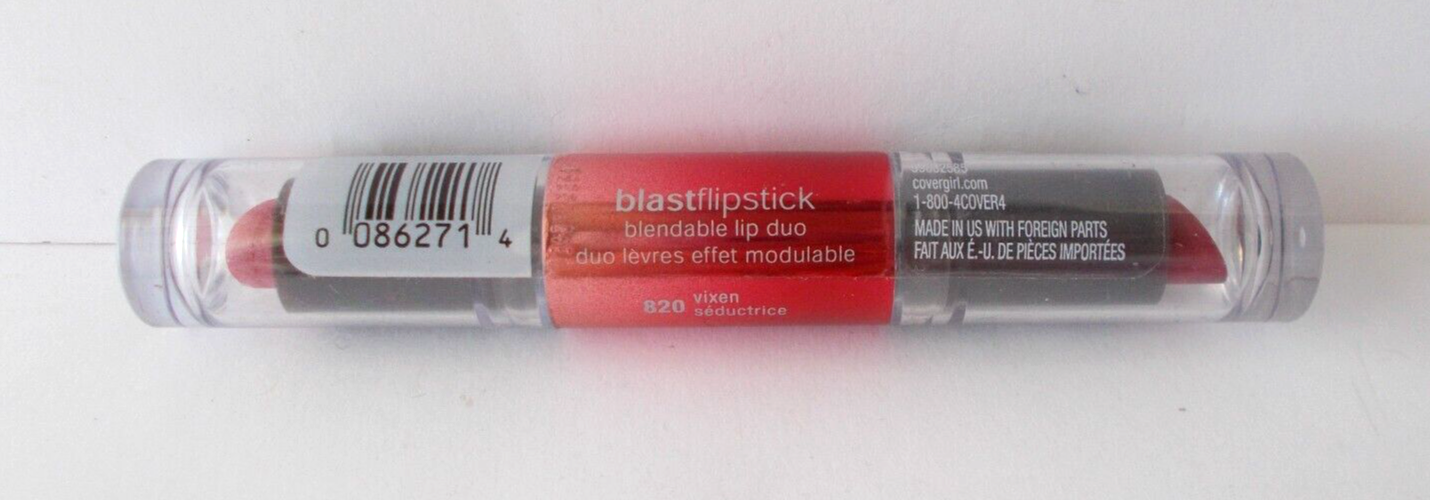 0 086271 4
blastflipstick
blendable lip duo
duo lèvres effet modulable
820 vixen
séductrice
covergirl.com
1-800-4COVER4
MADE IN US WITH FOREIGN PARTS
FAIT AUX É.-U. DE PIÈCES IMPORTÉES